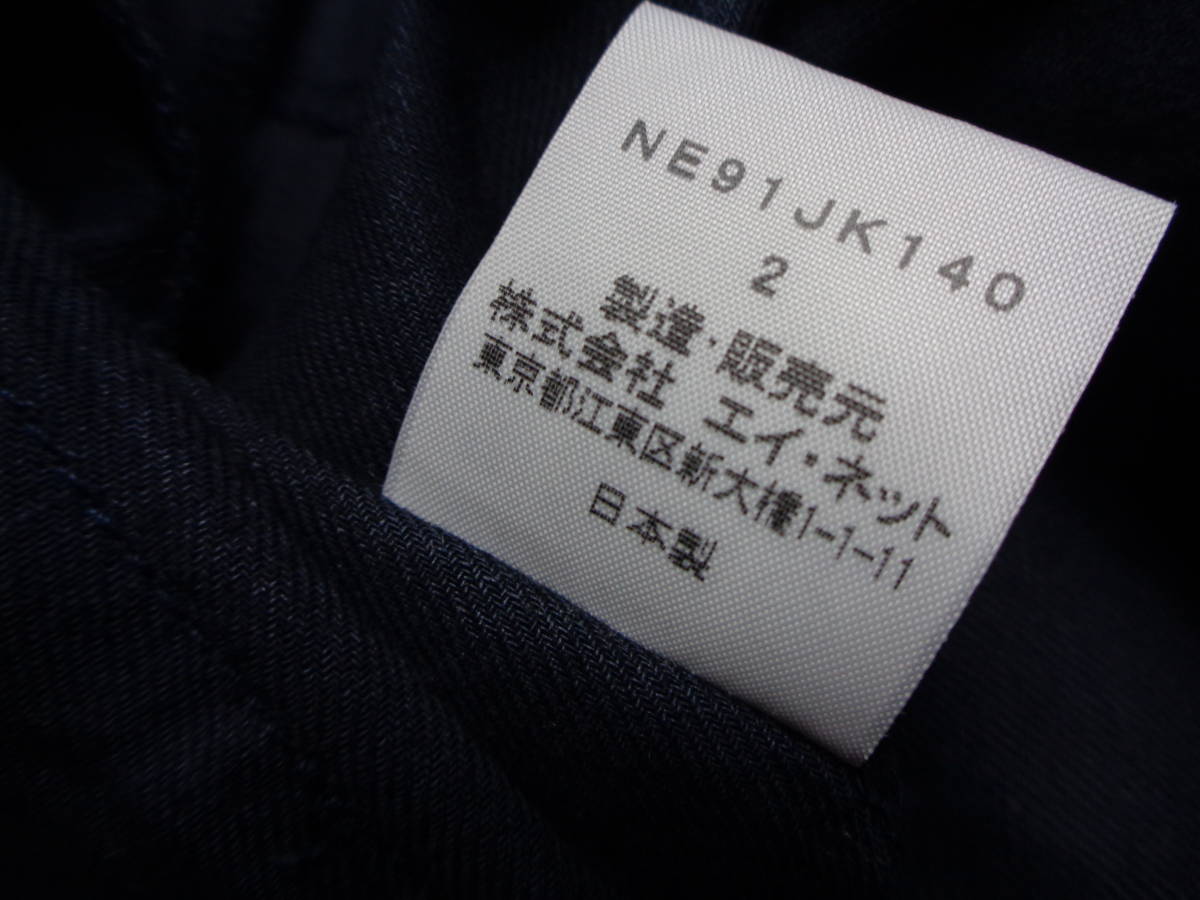 NE91JK140
2
製造・販売元
株式会社 エイ・ネット
東京都江東区新大橋1-1-11
日本製